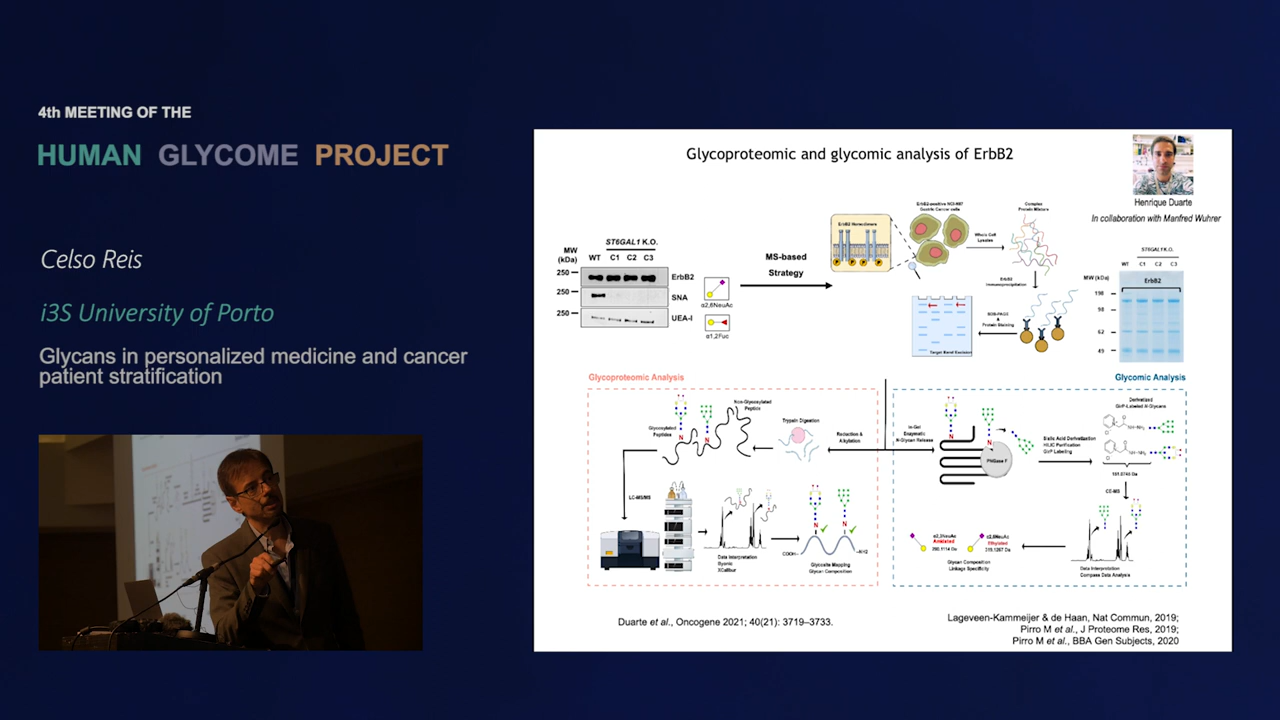 4th MEETING OF THE
HUMAN GLYCOME PROJECT
Celso Reis
i3S University of Porto
Glycans in personalized medicine and cancer
patient stratification
Glycoproteomic and glycomic analysis of ErbB2
Henrique Duarte
In collaboration with Manfred Wuhrer
ST6GAL1 K.O.
MW
(kDa)
WT C1 C2 C3
250
ErbB2
250
SNA
250
UEA-I
α2,6NeuAc
α1,2Fuc
MS-based
Strategy
ErbB2 Homodimers
ErbB2-positive NCI-N87
Gastric Cancer cells
Whole Cell
Lysates
Complex
Protein Mixture
ErbB2
Immunoprecipitation
SDS-PAGE
&
Protein Staining
Target Band Excision
ST6GAL1 K.O.
WT C1 C2 C3
MW (kDa)
ErbB2
198
98
62
49
Glycoproteomic Analysis
Glycosylated
Peptides
Non-Glycosylated
Peptide
N N
Trypsin Digestion
Reduction &
Alkylation
LC-MS/MS
Data Interpretation
Byonic
XCalibur
N N
COOH
NH2
Glycosite Mapping
Glycan Composition
Glycomic Analysis
In-Gel
Enzymatic
N-Glycan Release
N N
PNGase F
Sialic Acid Derivatization
HILIC Purification
GirP Labeling
Derivatized
GirP-Labeled N-Glycans
CE-MS
Data Interpretation
Compass Data Analysis
α2,3NeuAc
Amidated
α2,6NeuAc
Ethylated
Glycan Composition
Linkage Specificity
Duarte et al., Oncogene 2021; 40(21): 3719–3733.
Lageveen-Kammeijer & de Haan, Nat Commun, 2019;
Pirro M et al., J Proteome Res, 2019;
Pirro M et al., BBA Gen Subjects, 2020